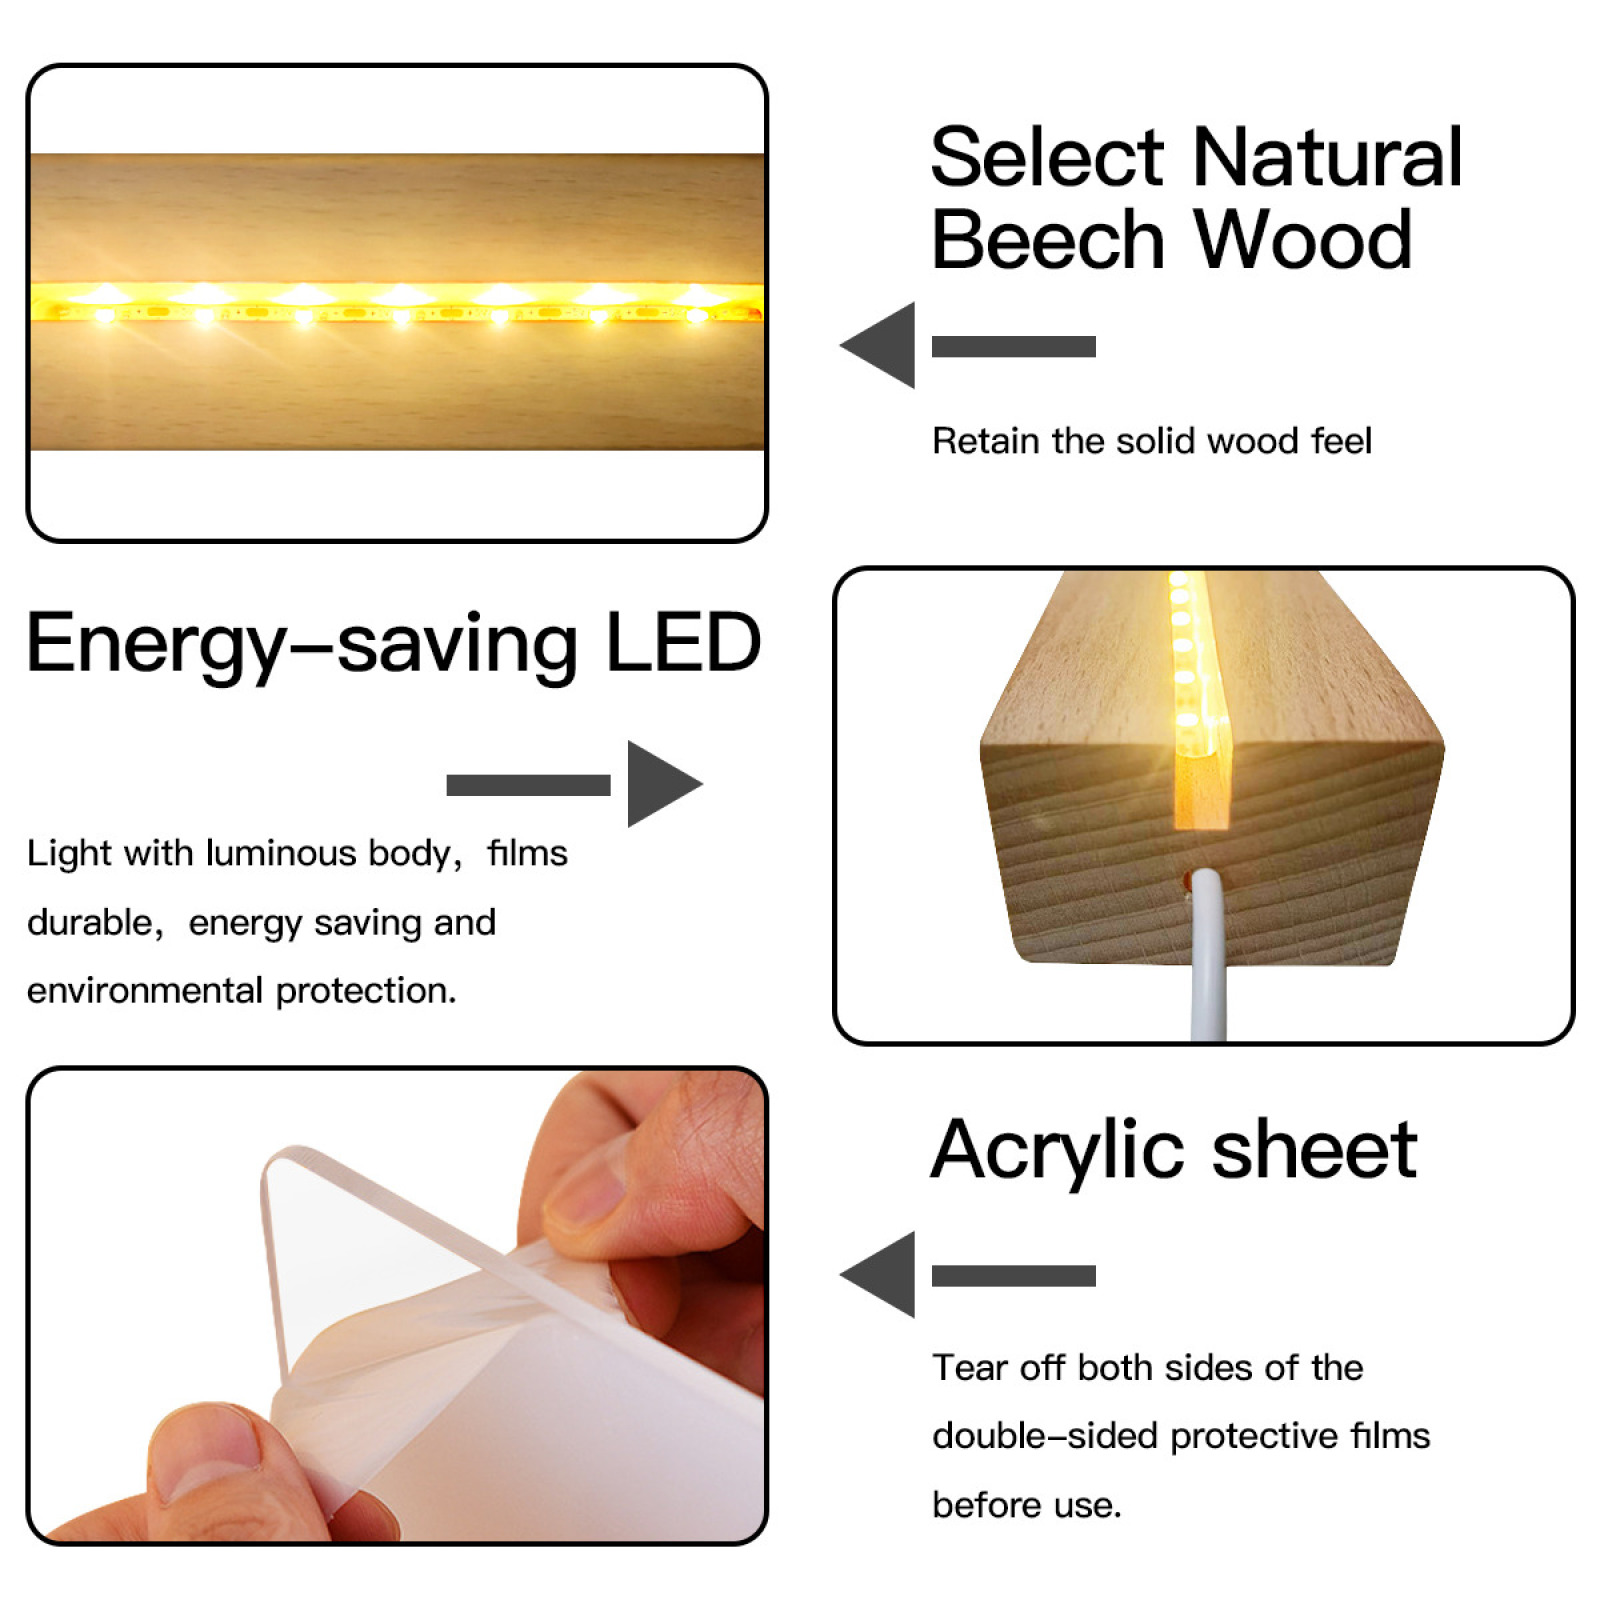 Select Natural
Beech Wood
Retain the solid wood feel
Energy–saving LED
Light with luminous body，films
durable，energy saving and
environmental protection.
Acrylic sheet
Tear off both sides of the
double–sided protective films
before use.